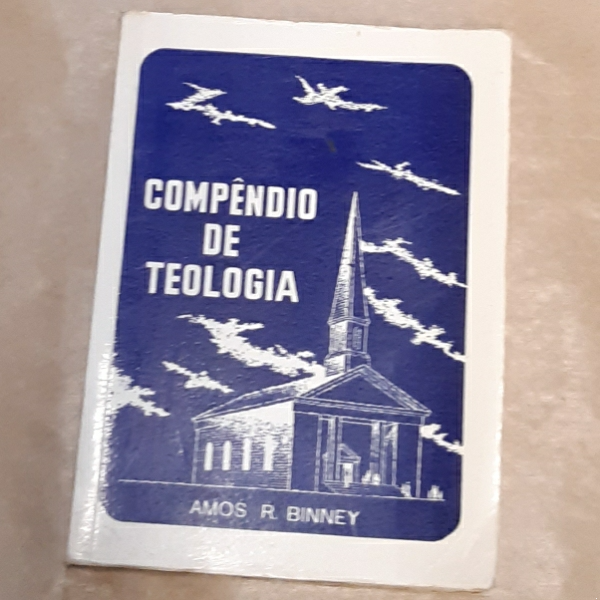 COMPÊNDIO
DE
TEOLOGIA
AMOS R. BINNEY